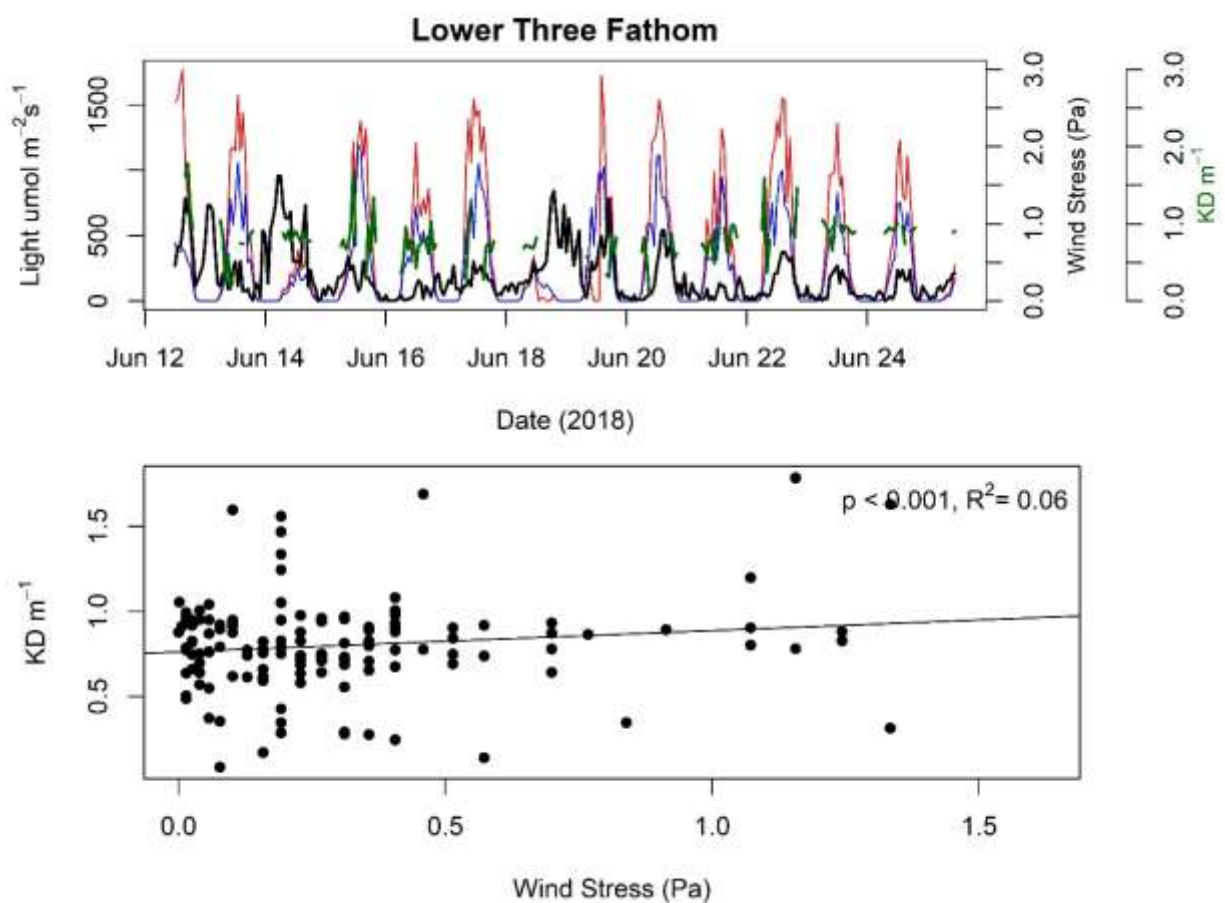 Lower Three Fathom
Light umol m⁻²s⁻¹
0 500 1500
Wind Stress (Pa)
0.0 1.0 2.0 3.0
KD m⁻¹
0.0 1.0 2.0 3.0
Jun 12 Jun 14 Jun 16 Jun 18 Jun 20 Jun 22 Jun 24
Date (2018)
p < 0.001, R²= 0.06
KD m⁻¹
0.5 1.0 1.5
0.0 0.5 1.0 1.5
Wind Stress (Pa)